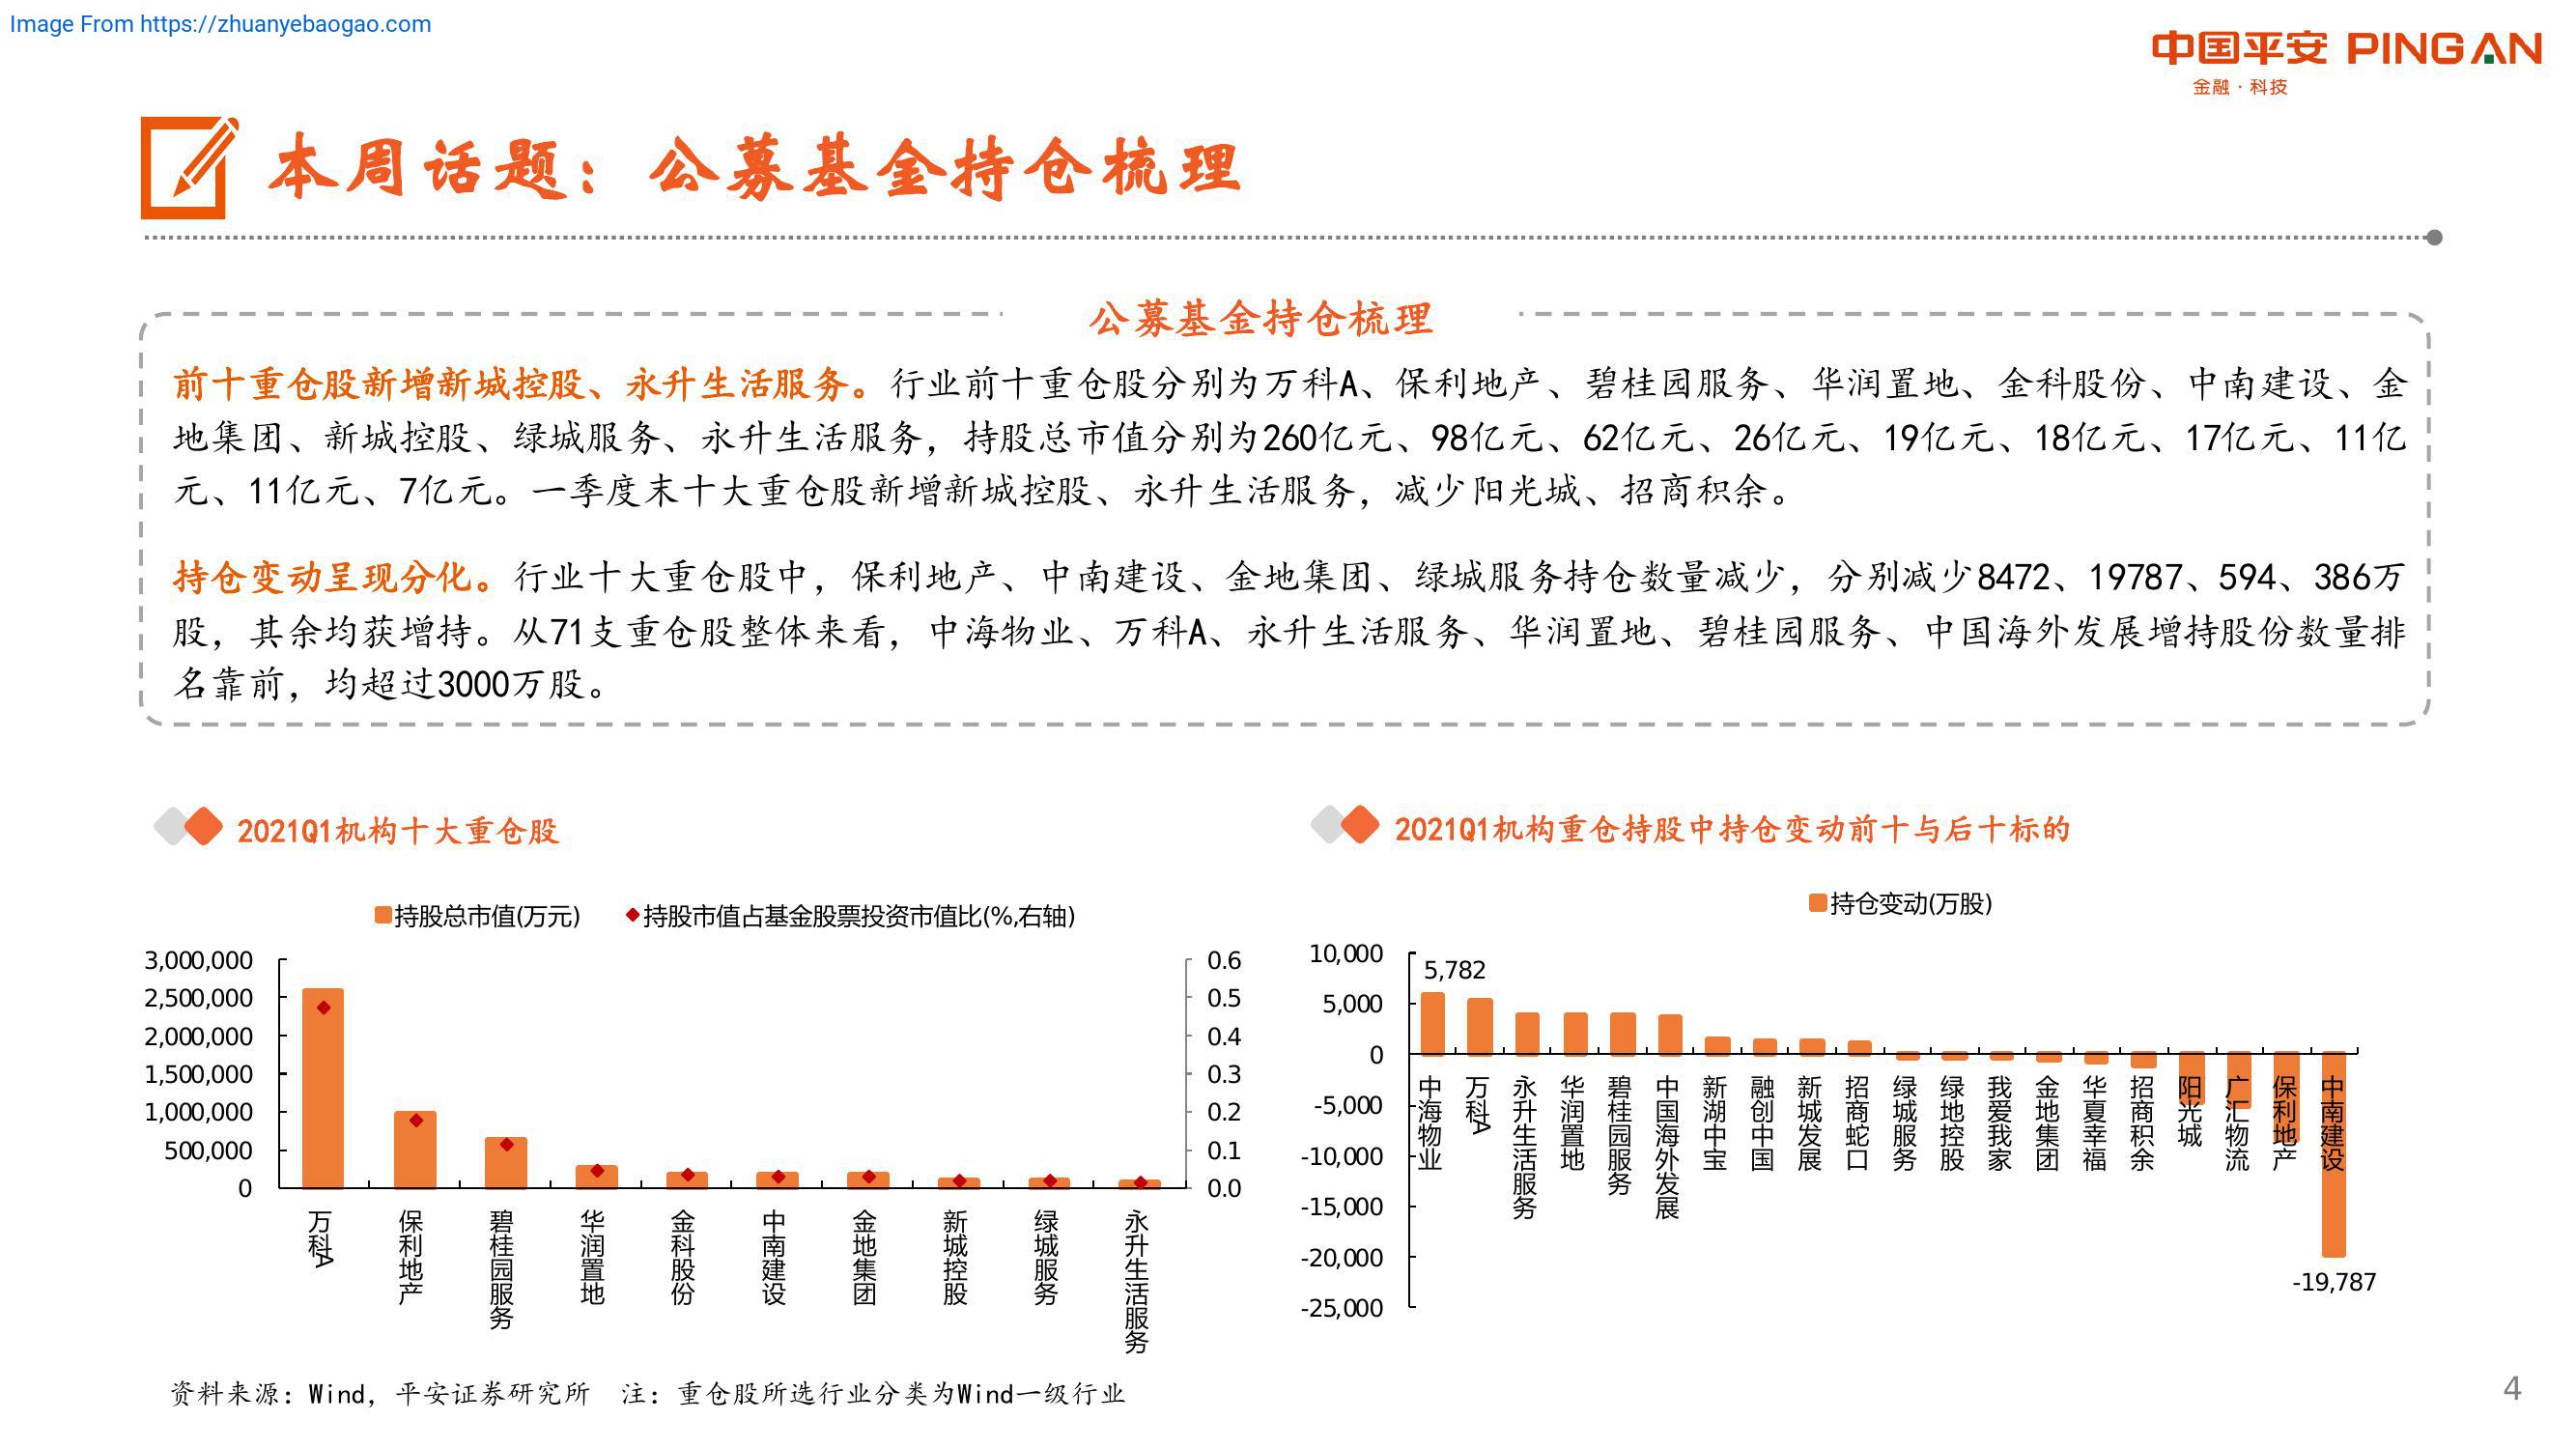 Image From https://zhuanyebaogao.com
中国平安 PINGAN
金融·科技
本周话题：公募基金持仓梳理
公募基金持仓梳理
前十重仓股新增新城控股、永升生活服务。行业前十重仓股分别为万科A、保利地产、碧桂园服务、华润置地、金科股份、中南建设、金
地集团、新城控股、绿城服务、永升生活服务，持股总市值分别为260亿元、98亿元、62亿元、26亿元、19亿元、18亿元、17亿元、11亿
元、11亿元、7亿元。一季度末十大重仓股新增新城控股、永升生活服务，减少阳光城、招商积余。
持仓变动呈现分化。行业十大重仓股中，保利地产、中南建设、金地集团、绿城服务持仓数量减少，分别减少8472、19787、594、386万
股，其余均获增持。从71支重仓股整体来看，中海物业、万科A、永升生活服务、华润置地、碧桂园服务、中国海外发展增持股份数量排
名靠前，均超过3000万股。
2021Q1机构十大重仓股
持股总市值(万元)
持股市值占基金股票投资市值比(%,右轴)
3,000,000
2,500,000
2,000,000
1,500,000
1,000,000
500,000
0
0.6
0.5
0.4
0.3
0.2
0.1
0.0
万科A
保利地产
碧桂园服务
华润置地
金科股份
中南建设
金地集团
新城控股
绿城服务
永升生活服务
2021Q1机构重仓持股中持仓变动前十与后十标的
持仓变动(万股)
10,000
5,000
0
-5,000
-10,000
-15,000
-20,000
-25,000
5,782
中海物业
万科A
永升生活服务
华润置地
碧桂园服务
中国海外发展
新湖中宝
融创中国
新城发展
招商蛇口
绿城服务
绿地控股
我爱我家
金地集团
华夏幸福
招商积余
阳光城
广汇物流
保利地产
中南建设
-19,787
资料来源：Wind，平安证券研究所 注：重仓股所选行业分类为Wind一级行业
4